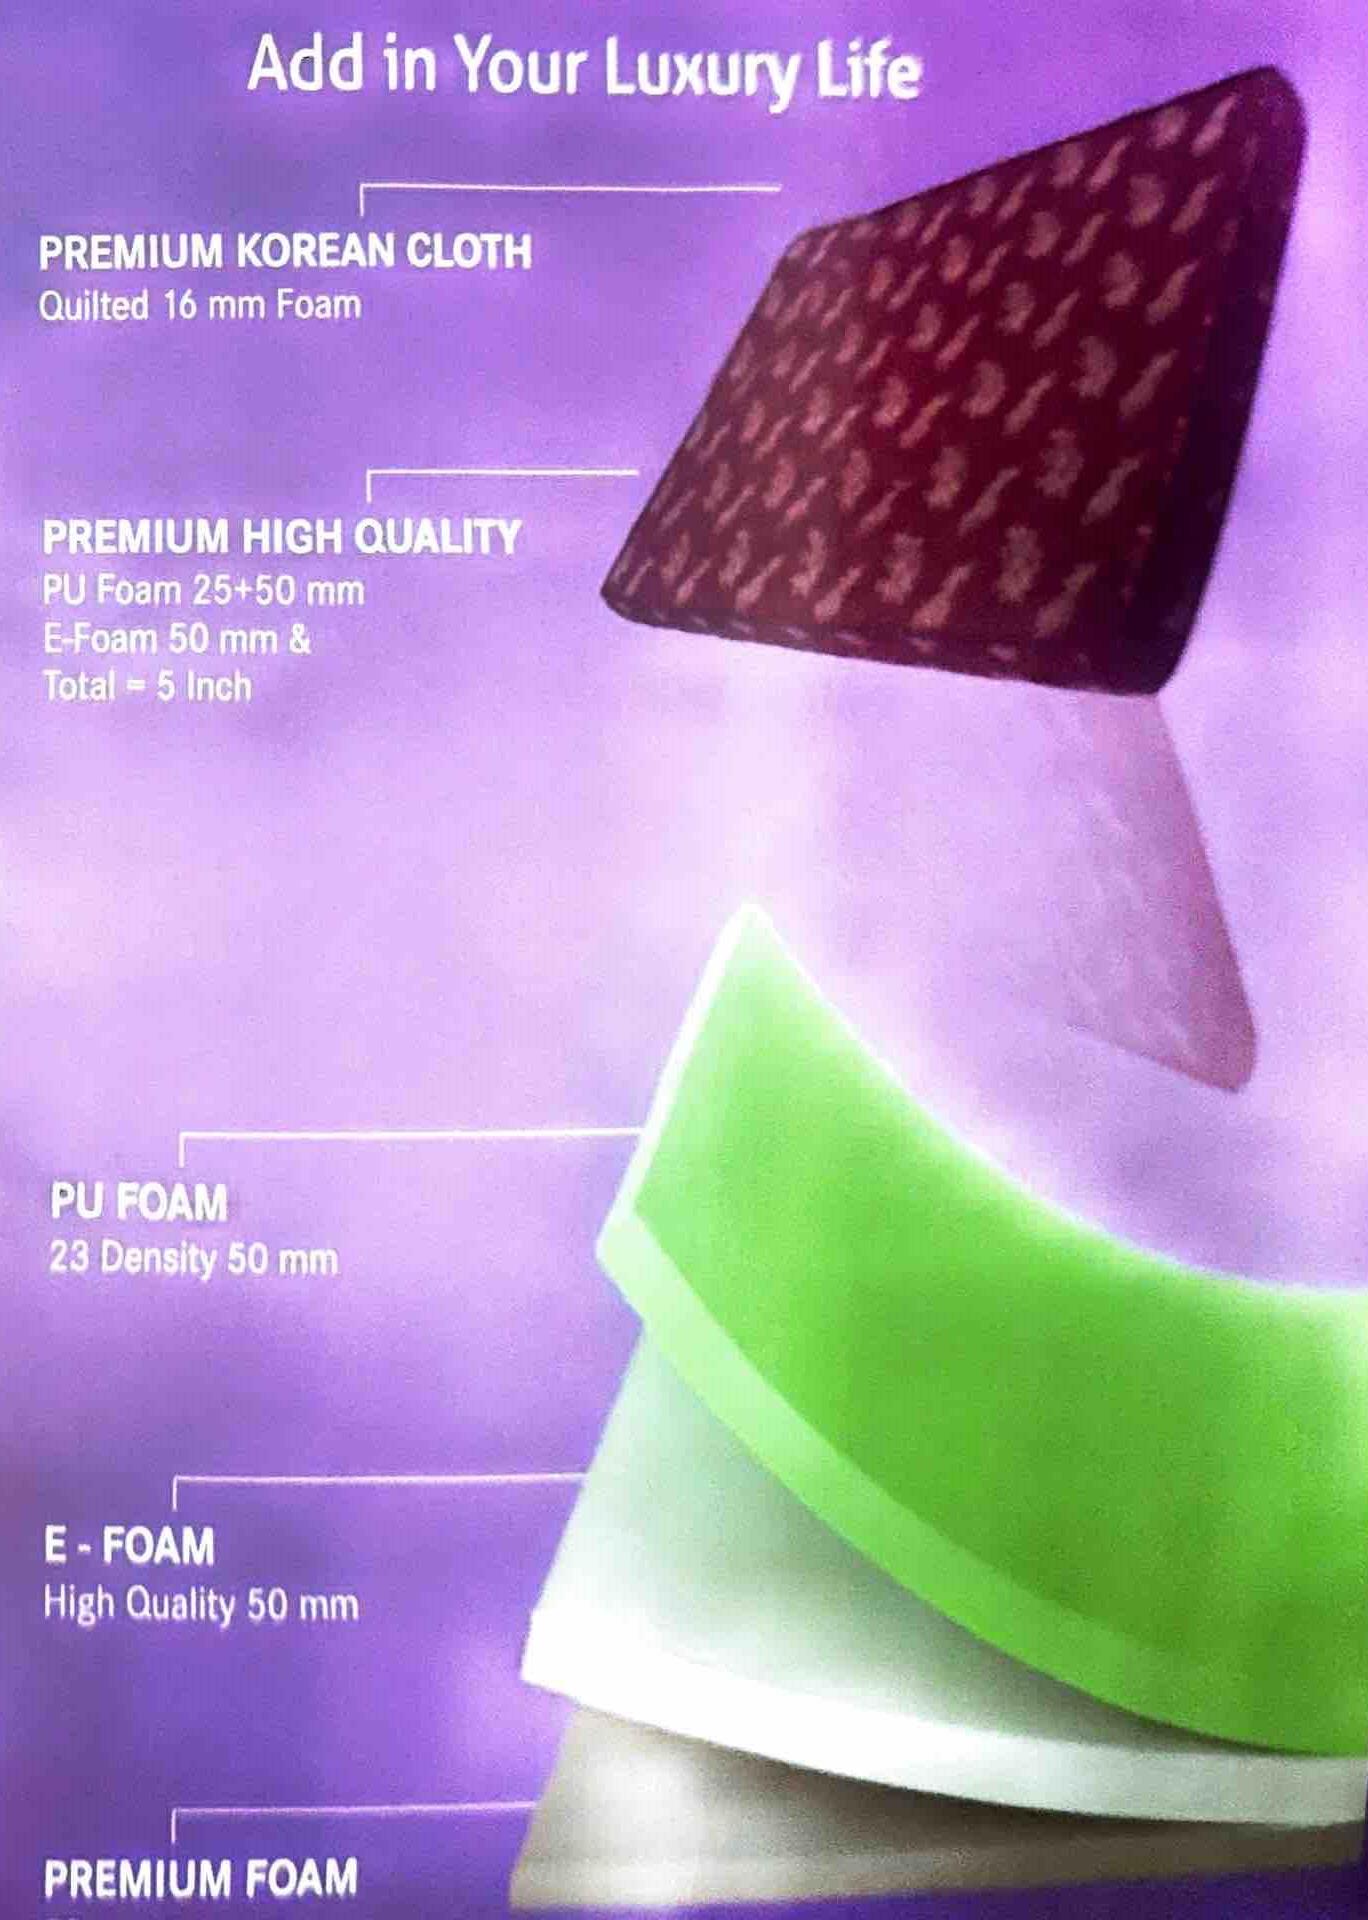 Add in Your Luxury Life
PREMIUM KOREAN CLOTH
Quilted 16 mm Foam
PREMIUM HIGH QUALITY
PU Foam 25+50 mm
E-Foam 50 mm &
Total = 5 Inch
PU FOAM
23 Density 50 mm
E - FOAM
High Quality 50 mm
PREMIUM FOAM